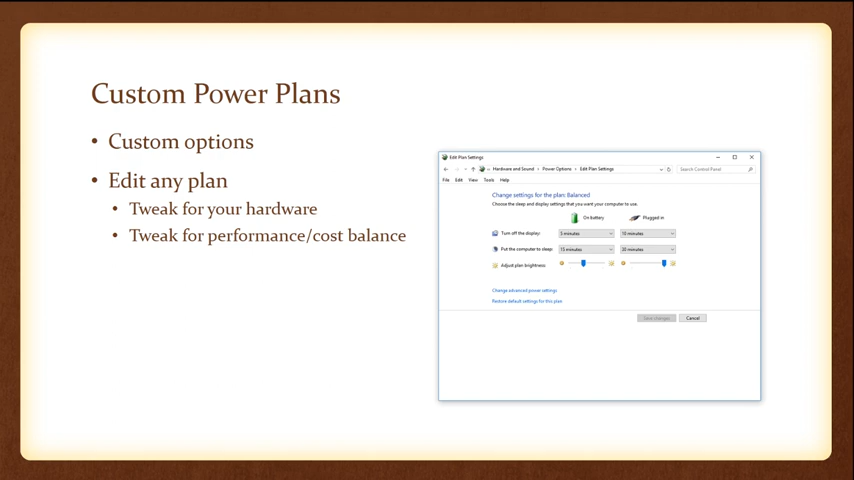 Custom Power Plans
• Custom options
• Edit any plan
• Tweak for your hardware
• Tweak for performance/cost balance
Edit Plan Settings
Hardware and Sound › Power Options › Edit Plan Settings
Search Control Panel
File Edit View Tools Help
Change settings for the plan: Balanced
Choose the sleep and display settings that you want your computer to use.
On battery Plugged in
Turn off the display: 5 minutes 10 minutes
Put the computer to sleep: 15 minutes 30 minutes
Adjust plan brightness:
Change advanced power settings
Restore default settings for this plan
Save changes Cancel